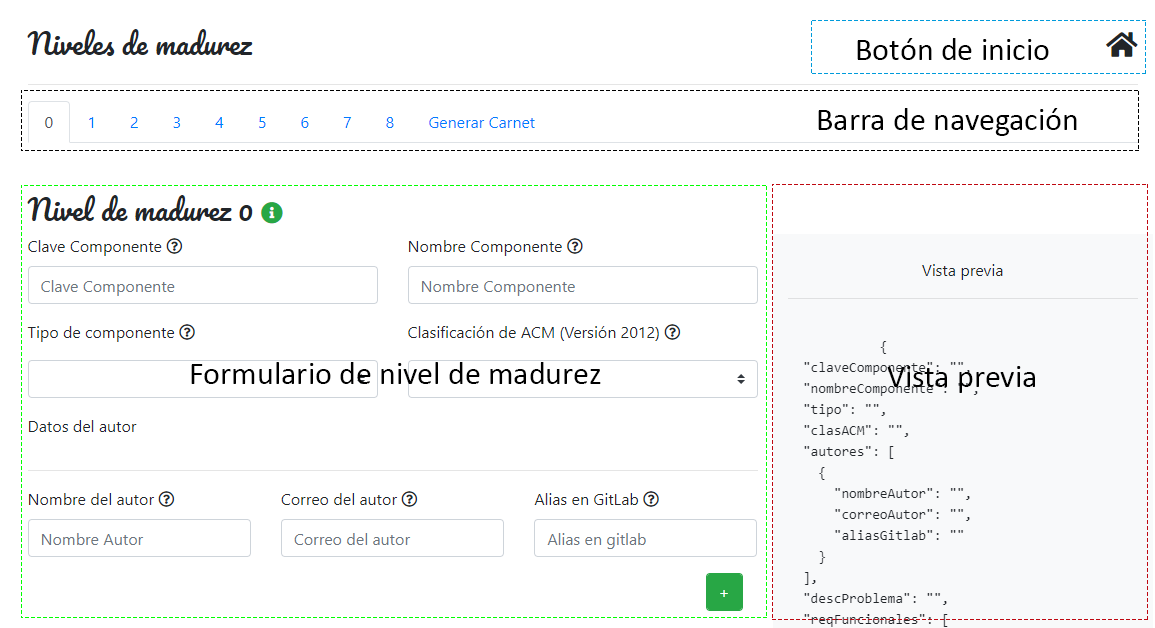 Niveles de madurez
Botón de inicio
0 1 2 3 4 5 6 7 8 Generar Carnet
Barra de navegación
Nivel de madurez 0
Clave Componente
Nombre Componente
Clave Componente
Nombre Componente
Tipo de componente
Clasificación de ACM (Versión 2012)
Formulario de nivel de madurez
Datos del autor
Nombre del autor
Correo del autor
Alias en GitLab
Nombre Autor
Correo del autor
Alias en gitlab
+
Vista previa
{
"claveComponente": "",
"nombreComponente": "",
Vista previa
"tipo": "",
"clasACM": "",
"autores": [
{
"nombreAutor": "",
"correoAutor": "",
"aliasGitlab": ""
}
],
"descProblema": "",
"reqFuncionales": [